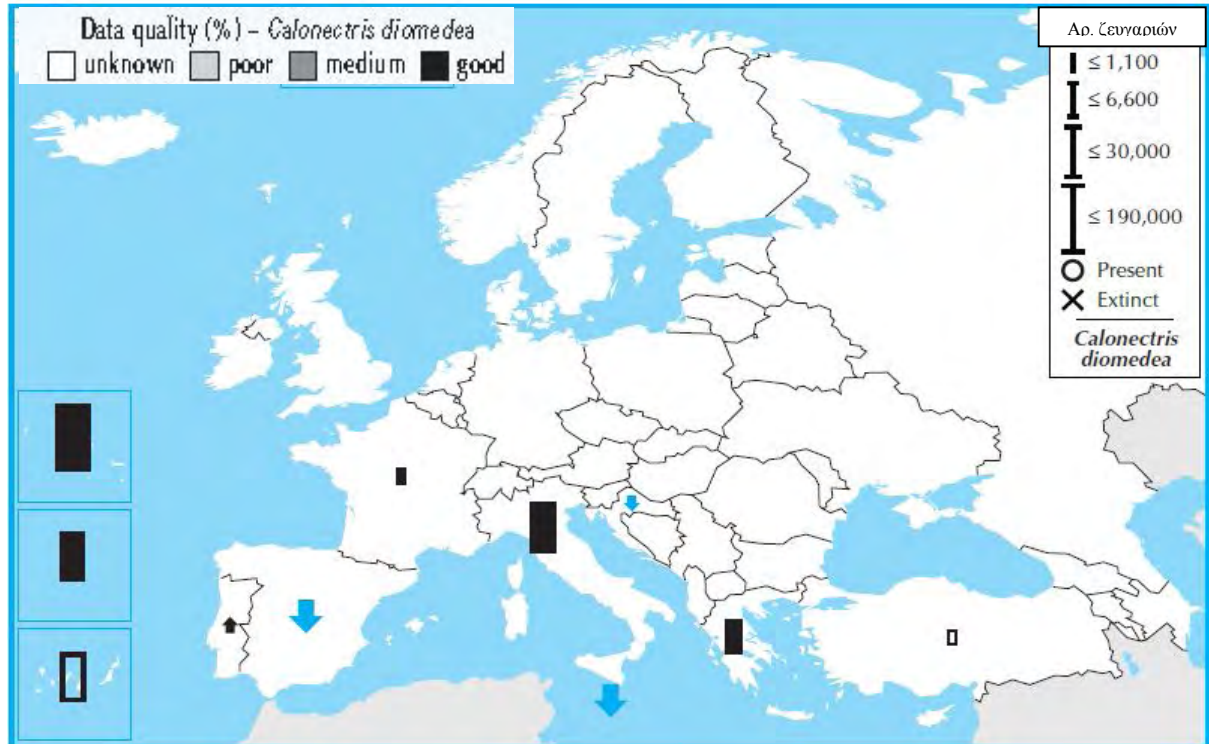 Data quality (%) – Calonectris diomedea
unknown poor medium good
Αρ. ζευγαριών
≤ 1,100
≤ 6,600
≤ 30,000
≤ 190,000
Present
Extinct
Calonectris
diomedea